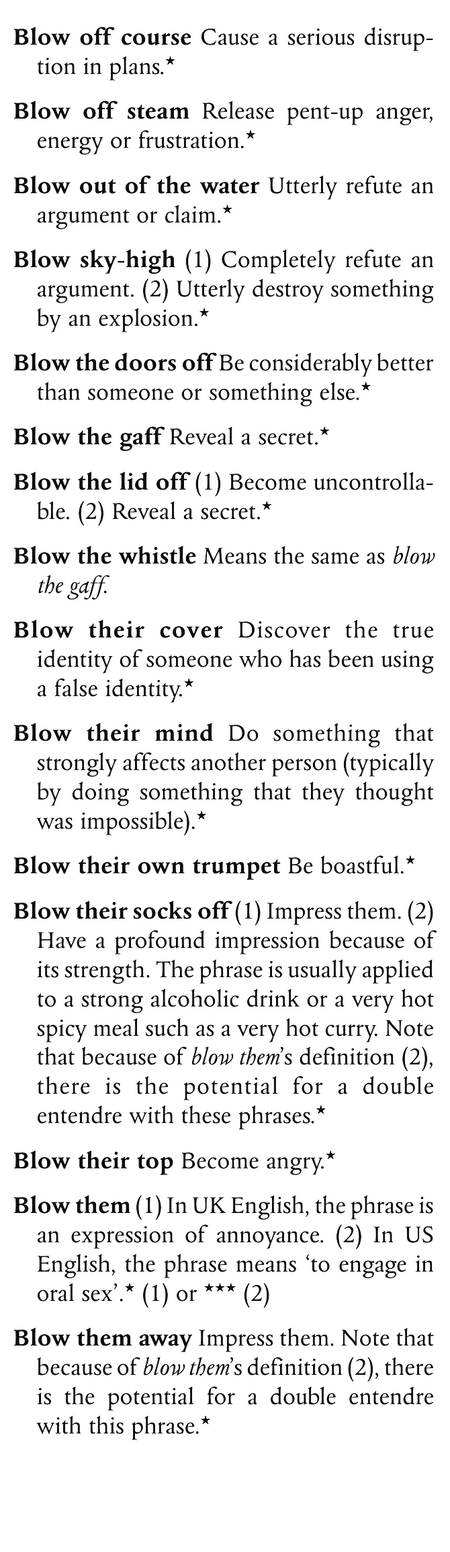 Blow off course Cause a serious disrup-
tion in plans.★
Blow off steam Release pent-up anger,
energy or frustration.★
Blow out of the water Utterly refute an
argument or claim.★
Blow sky-high (1) Completely refute an
argument. (2) Utterly destroy something
by an explosion.★
Blow the doors off Be considerably better
than someone or something else.★
Blow the gaff Reveal a secret.★
Blow the lid off (1) Become uncontrolla-
ble. (2) Reveal a secret.★
Blow the whistle Means the same as blow
the gaff.
Blow their cover Discover the true
identity of someone who has been using
a false identity.★
Blow their mind Do something that
strongly affects another person (typically
by doing something that they thought
was impossible).★
Blow their own trumpet Be boastful.★
Blow their socks off (1) Impress them. (2)
Have a profound impression because of
its strength. The phrase is usually applied
to a strong alcoholic drink or a very hot
spicy meal such as a very hot curry. Note
that because of blow them's definition (2),
there is the potential for a double
entendre with these phrases.★
Blow their top Become angry.★
Blow them (1) In UK English, the phrase is
an expression of annoyance. (2) In US
English, the phrase means ‘to engage in
oral sex’.★ (1) or ★★★ (2)
Blow them away Impress them. Note that
because of blow them's definition (2), there
is the potential for a double entendre
with this phrase.★